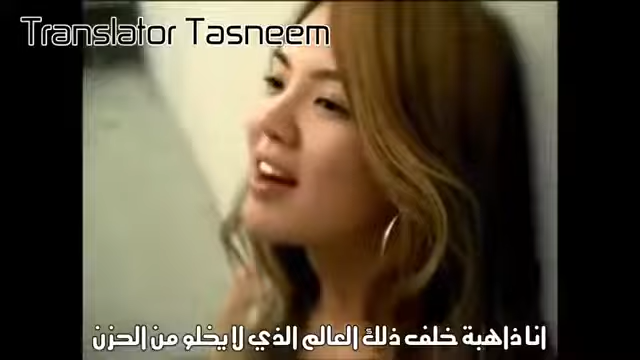 Translator Tasneem
انا ذاهبة خلف ذلك العالم الذي لا يخلو من الحزن